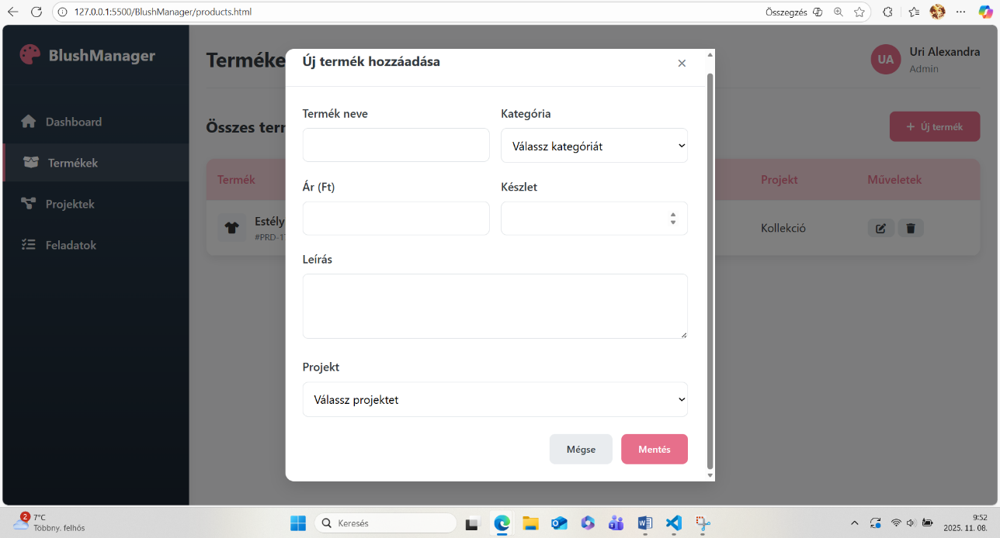 127.0.0.1:5500/BlushManager/products.html
Összegzés
BlushManager
Dashboard
Termékek
Projektek
Feladatok
Terméke
UA
Uri Alexandra
Admin
Összes terr
+ Új termék
Termék
Projekt
Műveletek
Estély
#PRD-1
Kollekció
Új termék hozzáadása
Termék neve
Kategória
Válassz kategóriát
Ár (Ft)
Készlet
Leírás
Projekt
Válassz projektet
Mégse
Mentés
2
7°C
Többny. felhős
Keresés
9:52
2025. 11. 08.